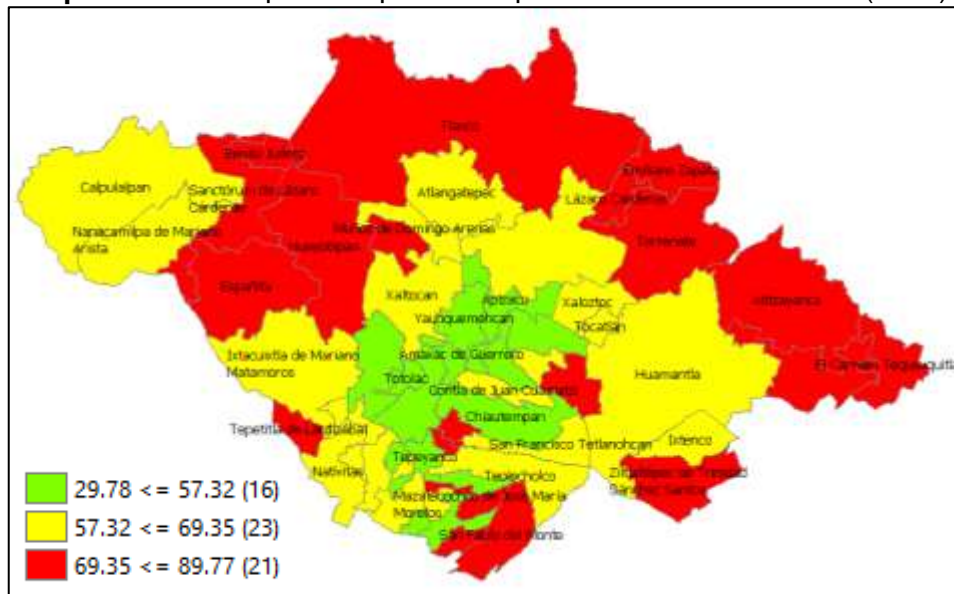 Tlaxco
Benito Juárez
Emiliano Zapata
Calpulalpan
Sanctórum de Lázaro
Cárdenas
Atlangatepec
Lázaro Cárdenas
Nanacamilpa de Mariano
Arista
Hueyotlipan
Muñoz de Domingo Arenas
Terrenate
Españita
Xaltocan
Apizaco
Xaloztoc
Altzayanca
Yauhquemehcan
Tocatlán
Ixtacuixtla de Mariano
Matamoros
Amaxac de Guerrero
Totolac
Contla de Juan Cuamatzi
Huamantla
El Carmen Tequexquitla
Chiautempan
Tepetitla de Lardizábal
San Francisco Tetlanohcan
Ixtenco
Tepeyanco
Nativitas
Teolocholco
Ziltlaltépec de Trinidad
Sánchez Santos
Mazatecochco de José María
Morelos
San Pablo del Monte
29.78 <= 57.32 (16)
57.32 <= 69.35 (23)
69.35 <= 89.77 (21)